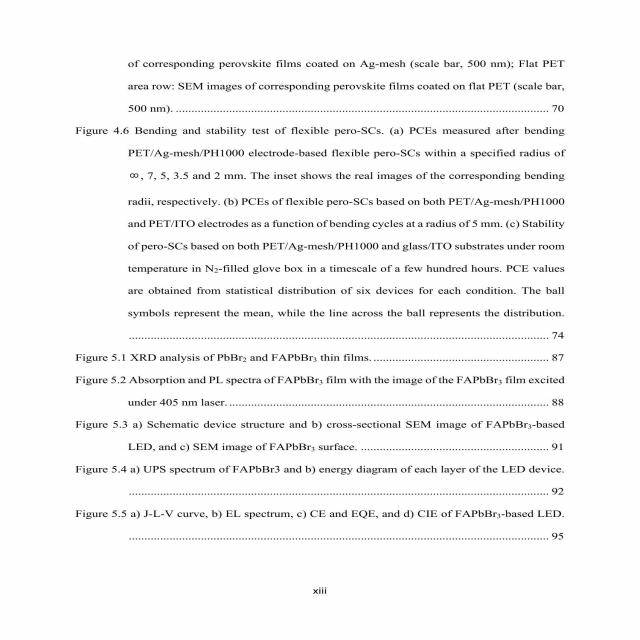 of corresponding perovskite films coated on Ag-mesh (scale bar, 500 nm); Flat PET
area row: SEM images of corresponding perovskite films coated on flat PET (scale bar,
500 nm). ........................................................................................................................ 70
Figure 4.6 Bending and stability test of flexible pero-SCs. (a) PCEs measured after bending
PET/Ag-mesh/PH1000 electrode-based flexible pero-SCs within a specified radius of
∞, 7, 5, 3.5 and 2 mm. The inset shows the real images of the corresponding bending
radii, respectively. (b) PCEs of flexible pero-SCs based on both PET/Ag-mesh/PH1000
and PET/ITO electrodes as a function of bending cycles at a radius of 5 mm. (c) Stability
of pero-SCs based on both PET/Ag-mesh/PH1000 and glass/ITO substrates under room
temperature in N₂-filled glove box in a timescale of a few hundred hours. PCE values
are obtained from statistical distribution of six devices for each condition. The ball
symbols represent the mean, while the line across the ball represents the distribution.
........................................................................................................................................ 74
Figure 5.1 XRD analysis of PbBr₂ and FAPbBr₃ thin films. ........................................................ 87
Figure 5.2 Absorption and PL spectra of FAPbBr₃ film with the image of the FAPbBr₃ film excited
under 405 nm laser. ...................................................................................................... 88
Figure 5.3 a) Schematic device structure and b) cross-sectional SEM image of FAPbBr₃-based
LED, and c) SEM image of FAPbBr₃ surface. ............................................................ 91
Figure 5.4 a) UPS spectrum of FAPbBr3 and b) energy diagram of each layer of the LED device.
........................................................................................................................................ 92
Figure 5.5 a) J-L-V curve, b) EL spectrum, c) CE and EQE, and d) CIE of FAPbBr₃-based LED.
........................................................................................................................................ 95
xiii